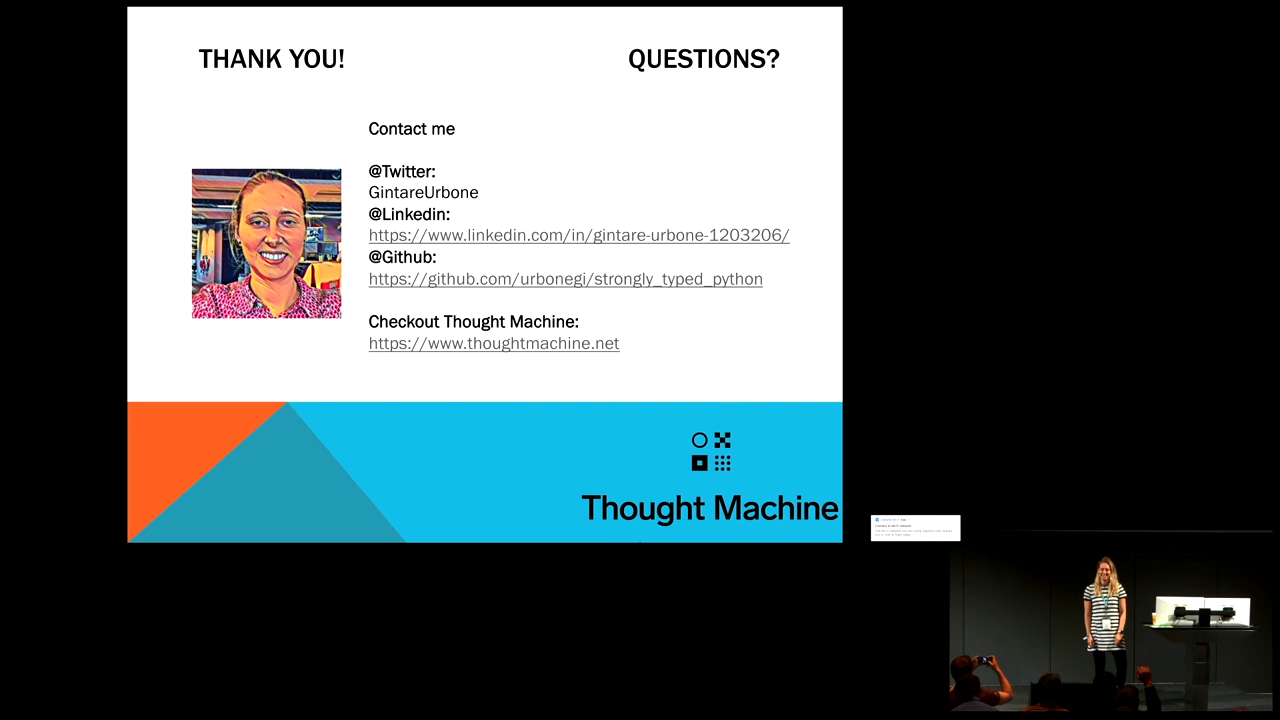 THANK YOU!
QUESTIONS?
Contact me
@Twitter:
GintareUrbone
@Linkedin:
https://www.linkedin.com/in/gintare-urbone-1203206/
@Github:
https://github.com/urbonegi/strongly_typed_python
Checkout Thought Machine:
https://www.thoughtmachine.net
Thought Machine